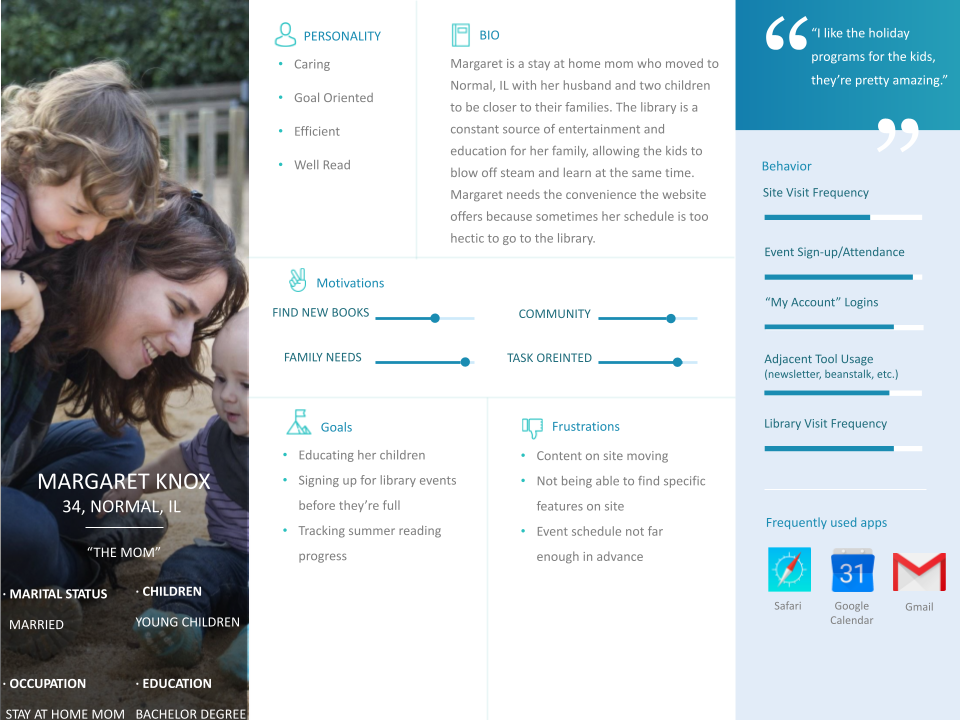 MARGARET KNOX
34, NORMAL, IL
“THE MOM”
· MARITAL STATUS
MARRIED
· CHILDREN
YOUNG CHILDREN
· OCCUPATION
STAY AT HOME MOM
· EDUCATION
BACHELOR DEGREE
PERSONALITY
• Caring
• Goal Oriented
• Efficient
• Well Read
BIO
Margaret is a stay at home mom who moved to
Normal, IL with her husband and two children
to be closer to their families. The library is a
constant source of entertainment and
education for her family, allowing the kids to
blow off steam and learn at the same time.
Margaret needs the convenience the website
offers because sometimes her schedule is too
hectic to go to the library.
Motivations
FIND NEW BOOKS
COMMUNITY
FAMILY NEEDS
TASK OREINTED
Goals
• Educating her children
• Signing up for library events
before they’re full
• Tracking summer reading
progress
Frustrations
• Content on site moving
• Not being able to find specific
features on site
• Event schedule not far
enough in advance
“I like the holiday
programs for the kids,
they’re pretty amazing.”
Behavior
Site Visit Frequency
Event Sign-up/Attendance
“My Account” Logins
Adjacent Tool Usage
(newsletter, beanstalk, etc.)
Library Visit Frequency
Frequently used apps
31
Safari
Google
Calendar
Gmail